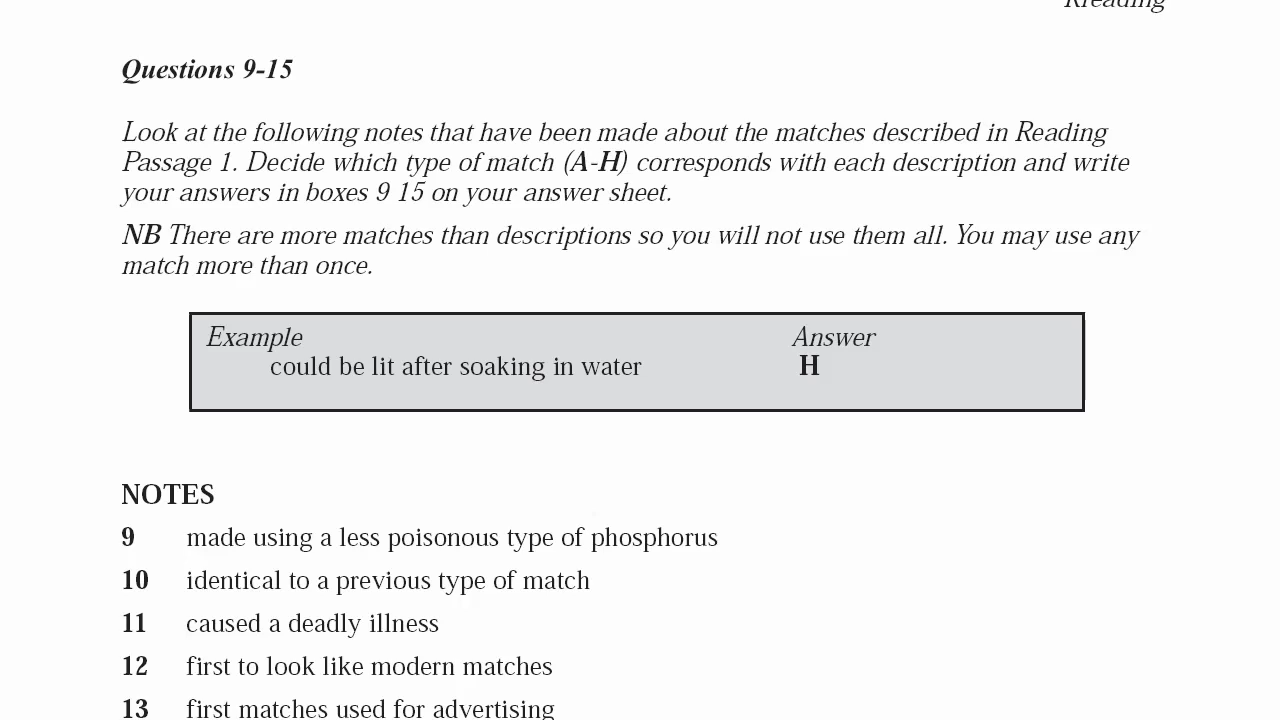 Rreading
Questions 9-15
Look at the following notes that have been made about the matches described in Reading
Passage 1. Decide which type of match (A-H) corresponds with each description and write
your answers in boxes 9 15 on your answer sheet.
NB There are more matches than descriptions so you will not use them all. You may use any
match more than once.
Example Answer
could be lit after soaking in water H
NOTES
9 made using a less poisonous type of phosphorus
10 identical to a previous type of match
11 caused a deadly illness
12 first to look like modern matches
13 first matches used for advertising